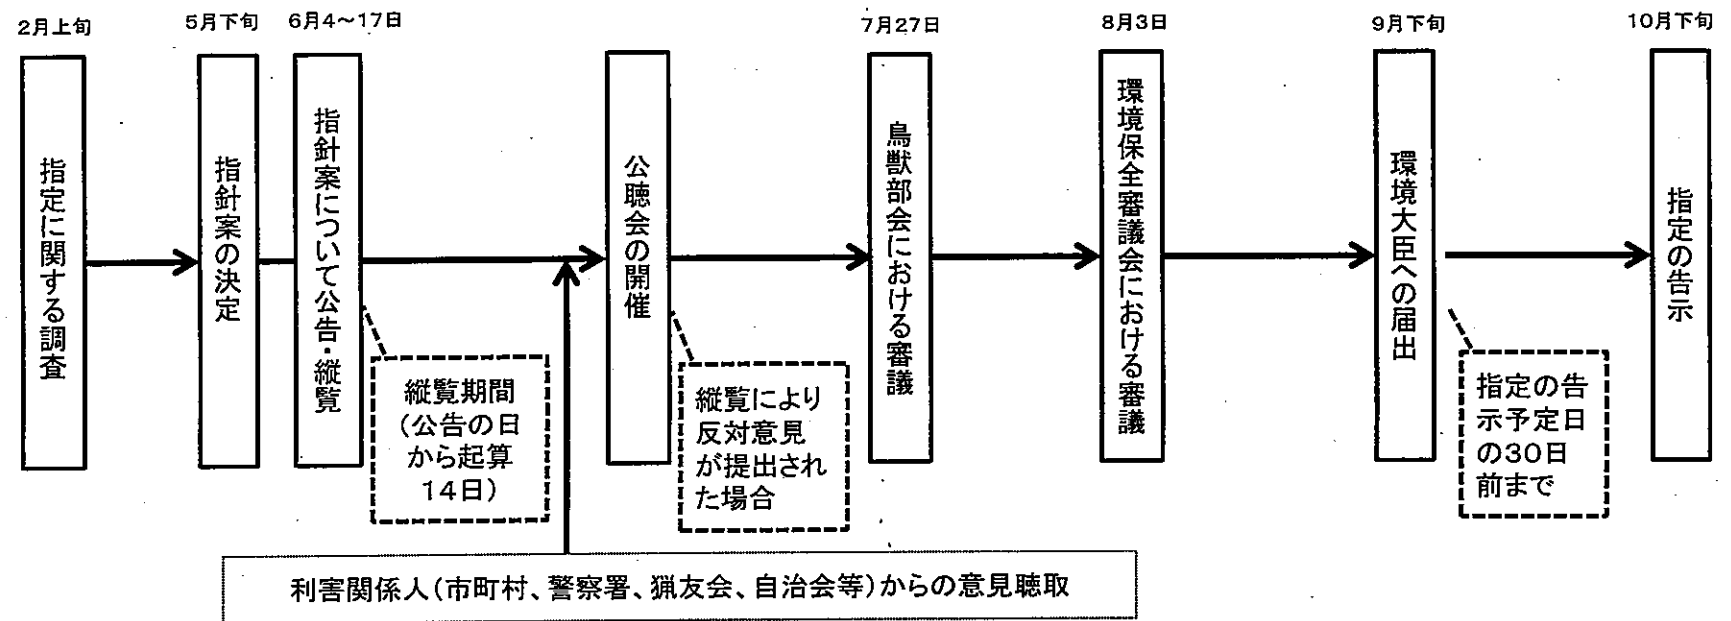 2月上旬
5月下旬
6月4~17日
7月27日
8月3日
9月下旬
10月下旬
指定に関する調査
指針案の決定
指針案について公告・縦覧
公聴会の開催
鳥獣部会における審議
環境保全審議会における審議
環境大臣への届出
指定の告示
縦覧期間
(公告の日
から起算
14日)
縦覧により
反対意見
が提出され
た場合
指定の告
示予定日
の30日
前まで
利害関係人(市町村、警察署、猟友会、自治会等)からの意見聴取